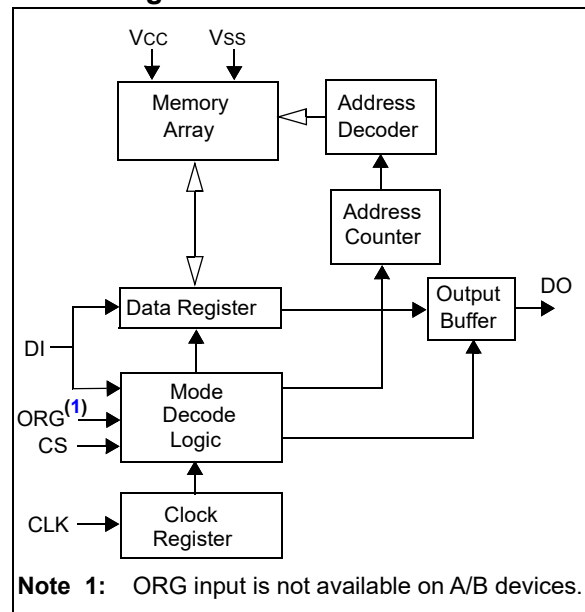 VCC VSS
Memory
Array
Address
Decoder
Address
Counter
Data Register
Output
Buffer
DO
DI
Mode
Decode
Logic
ORG(1)
CS
CLK
Clock
Register
Note 1: ORG input is not available on A/B devices.